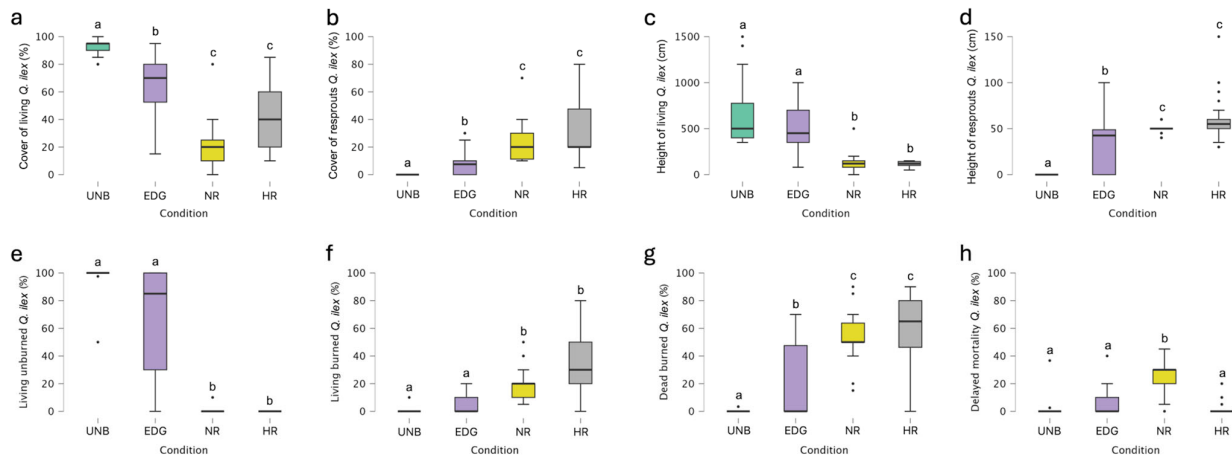 a
Cover of living Q. ilex (%)
100
80
60
40
20
0
a
b
c
c
UNB
EDG
NR
HR
Condition
b
Cover of resprouts Q. ilex (%)
100
80
60
40
20
0
a
b
c
c
UNB
EDG
NR
HR
Condition
c
Height of living Q. ilex (cm)
1500
1000
500
0
a
a
b
b
UNB
EDG
NR
HR
Condition
d
Height of resprouts Q. ilex (cm)
150
100
50
0
a
b
c
c
UNB
EDG
NR
HR
Condition
e
Living unburned Q. ilex (%)
100
80
60
40
20
0
a
a
b
b
UNB
EDG
NR
HR
Condition
f
Living burned Q. ilex (%)
100
80
60
40
20
0
a
a
b
b
UNB
EDG
NR
HR
Condition
g
Dead burned Q. ilex (%)
100
80
60
40
20
0
a
b
c
c
UNB
EDG
NR
HR
Condition
h
Delayed mortality Q. ilex (%)
100
80
60
40
20
0
a
a
b
a
UNB
EDG
NR
HR
Condition